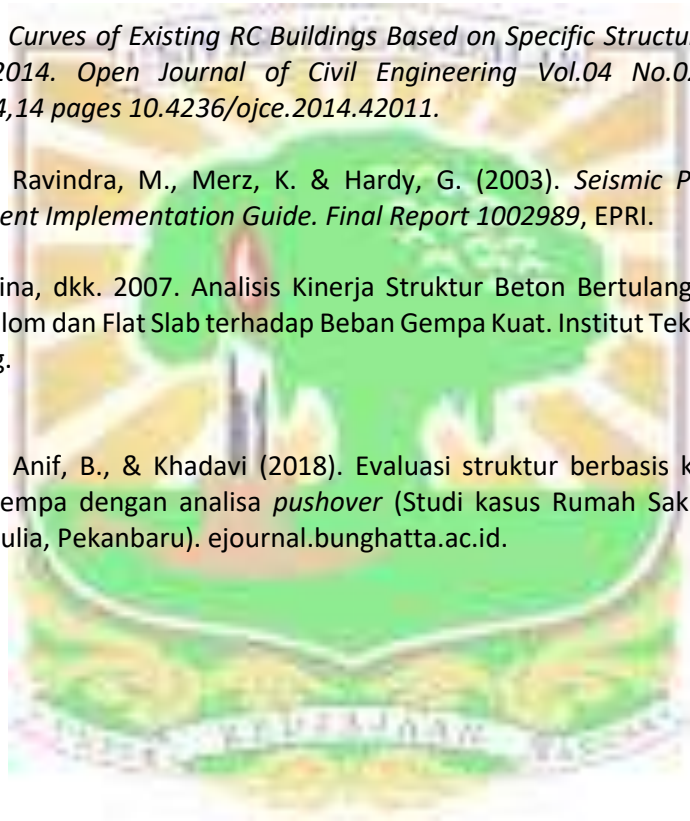 Curves of Existing RC Buildings Based on Specific Structu
2014. Open Journal of Civil Engineering Vol.04 No.02
4,14 pages 10.4236/ojce.2014.42011.
Ravindra, M., Merz, K. & Hardy, G. (2003). Seismic P
ent Implementation Guide. Final Report 1002989, EPRI.
ina, dkk. 2007. Analisis Kinerja Struktur Beton Bertulang
lom dan Flat Slab terhadap Beban Gempa Kuat. Institut Tek
g.
Anif, B., & Khadavi (2018). Evaluasi struktur berbasis k
empa dengan analisa pushover (Studi kasus Rumah Sak
ulia, Pekanbaru). ejournal.bunghatta.ac.id.
KEDJAJAAN